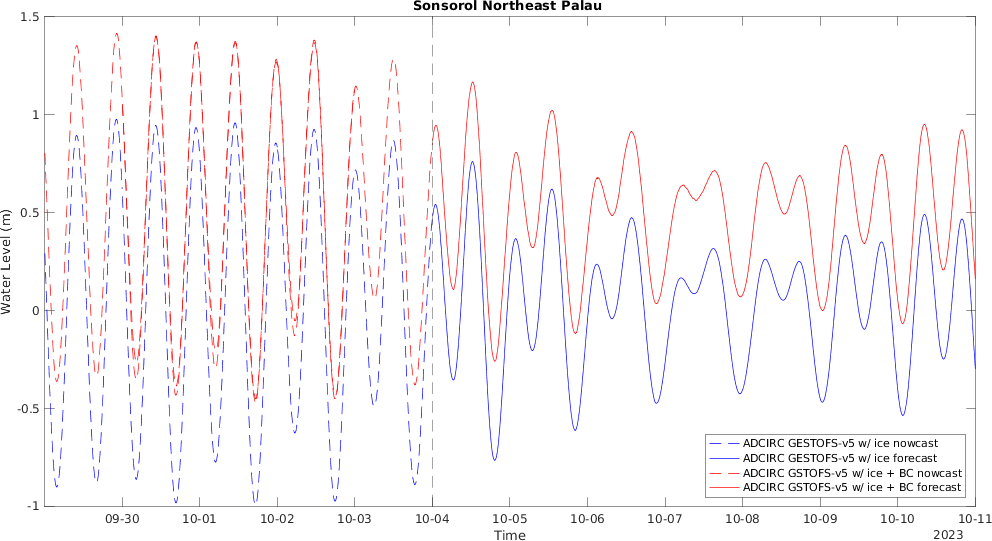 Sonsorol Northeast Palau
1.5
1
0.5
0
-0.5
-1
Water Level (m)
09-30 10-01 10-02 10-03 10-04 10-05 10-06 10-07 10-08 10-09 10-10 10-11
Time
2023
ADCIRC GESTOFS-v5 w/ ice nowcast
ADCIRC GESTOFS-v5 w/ ice forecast
ADCIRC GSTOFS-v5 w/ ice + BC nowcast
ADCIRC GSTOFS-v5 w/ ice + BC forecast